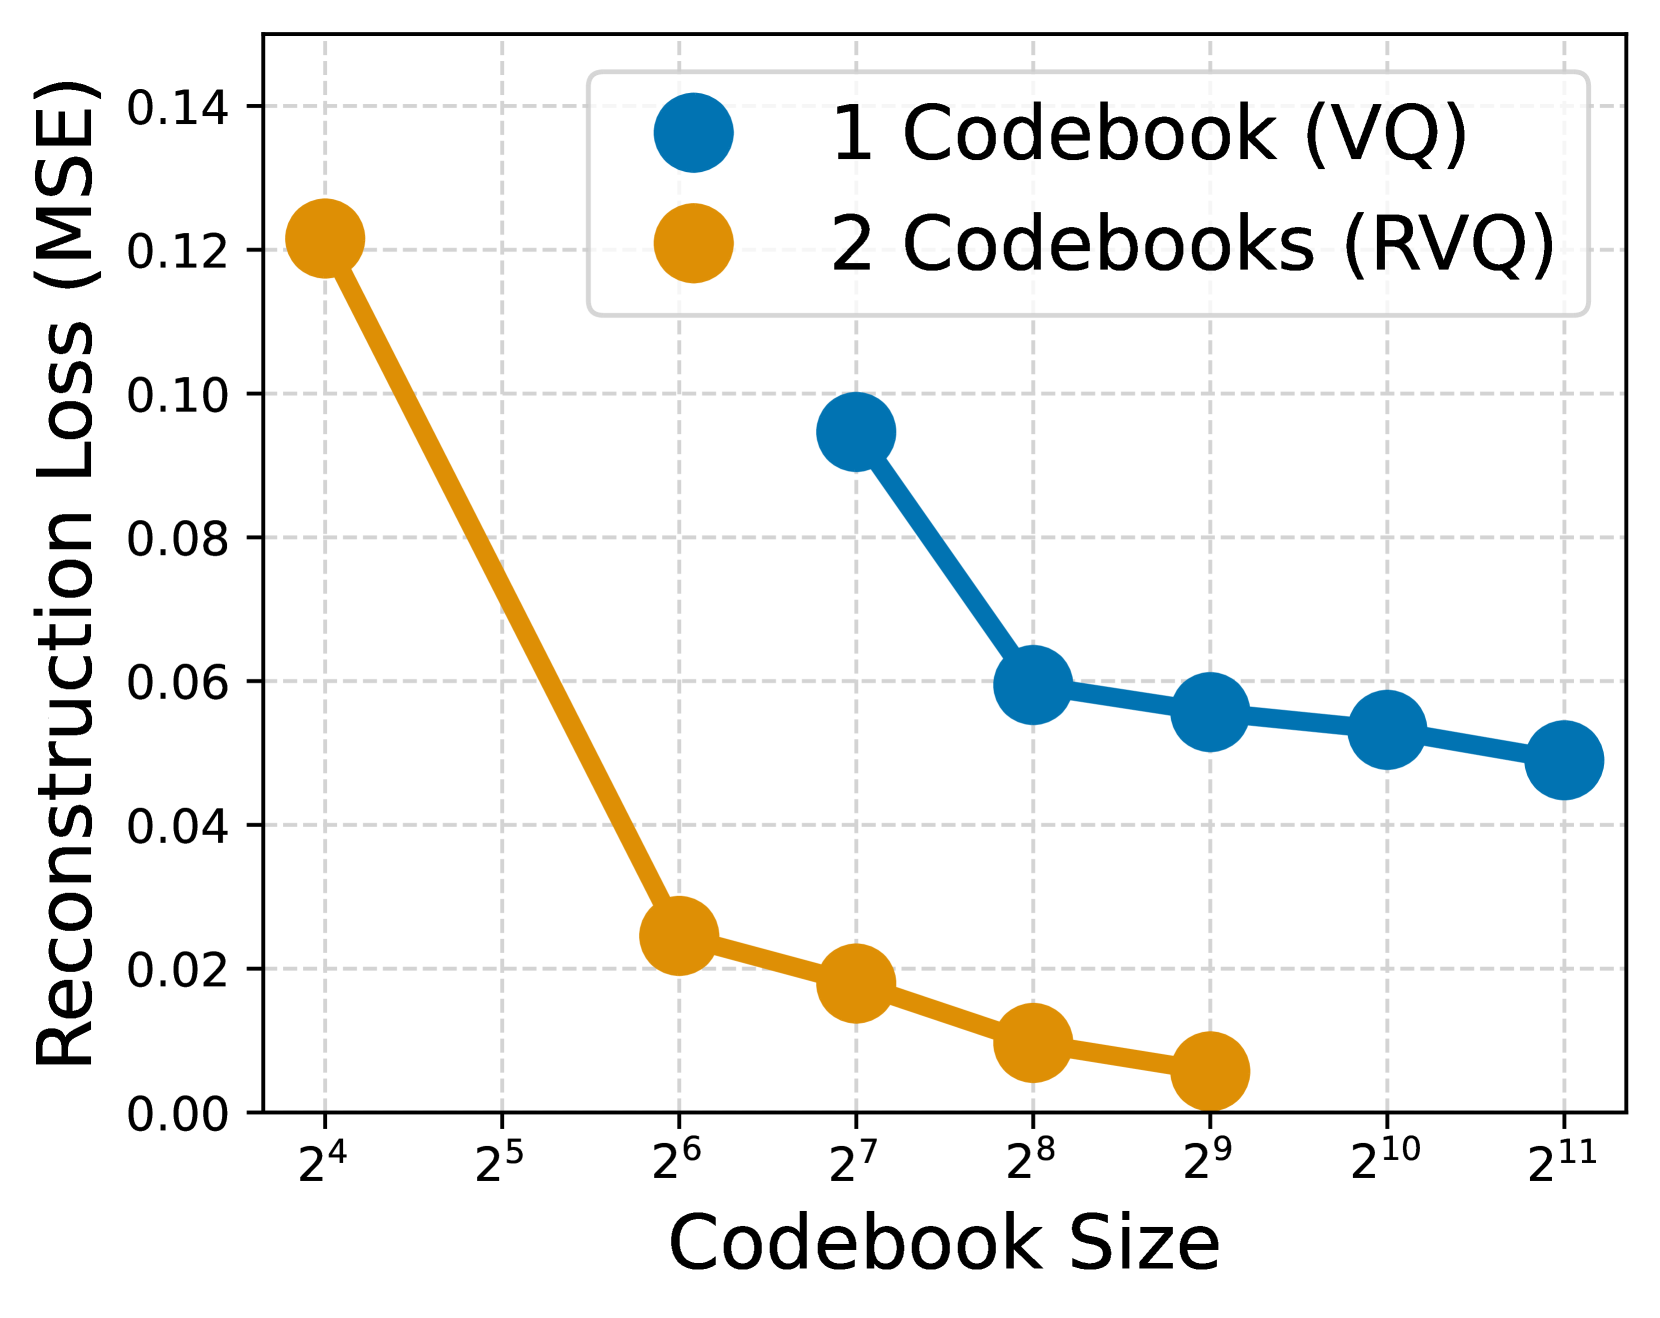 Reconstruction Loss (MSE)
0.14
0.12
0.10
0.08
0.06
0.04
0.02
0.00
1 Codebook (VQ)
2 Codebooks (RVQ)
2⁴ 2⁵ 2⁶ 2⁷ 2⁸ 2⁹ 2¹⁰ 2¹¹
Codebook Size